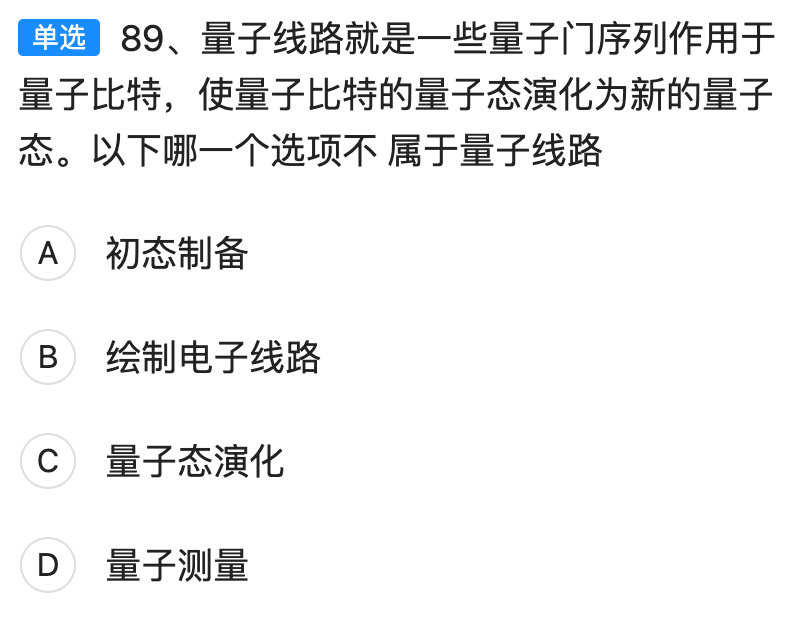 单选 89、量子线路就是一些量子门序列作用于
量子比特，使量子比特的量子态演化为新的量子
态。以下哪一个选项不 属于量子线路
A 初态制备
B 绘制电子线路
C 量子态演化
D 量子测量